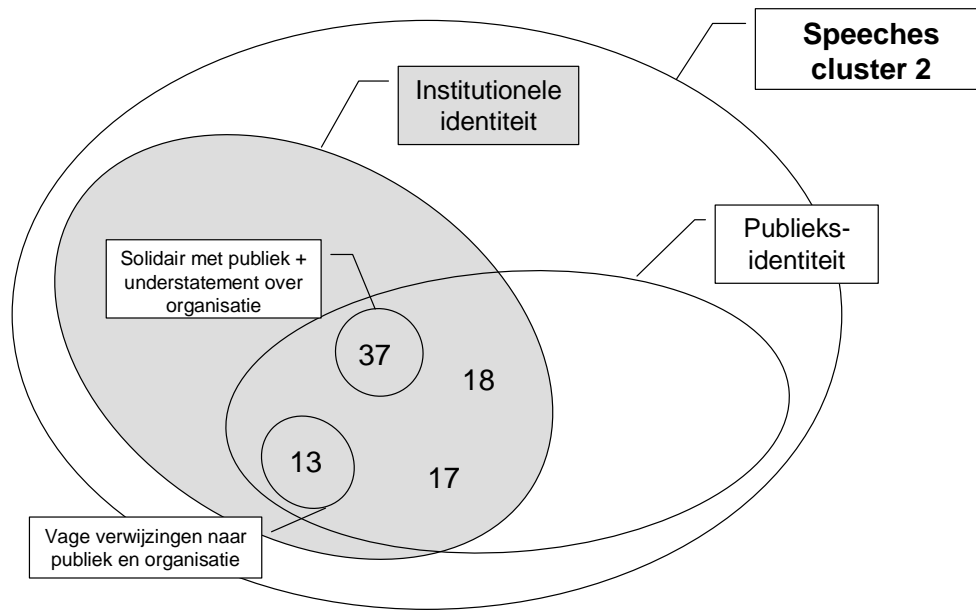 Speeches
cluster 2
Institutionele
identiteit
Publieks-
identiteit
Solidair met publiek +
understatement over
organisatie
37
18
13
17
Vage verwijzingen naar
publiek en organisatie